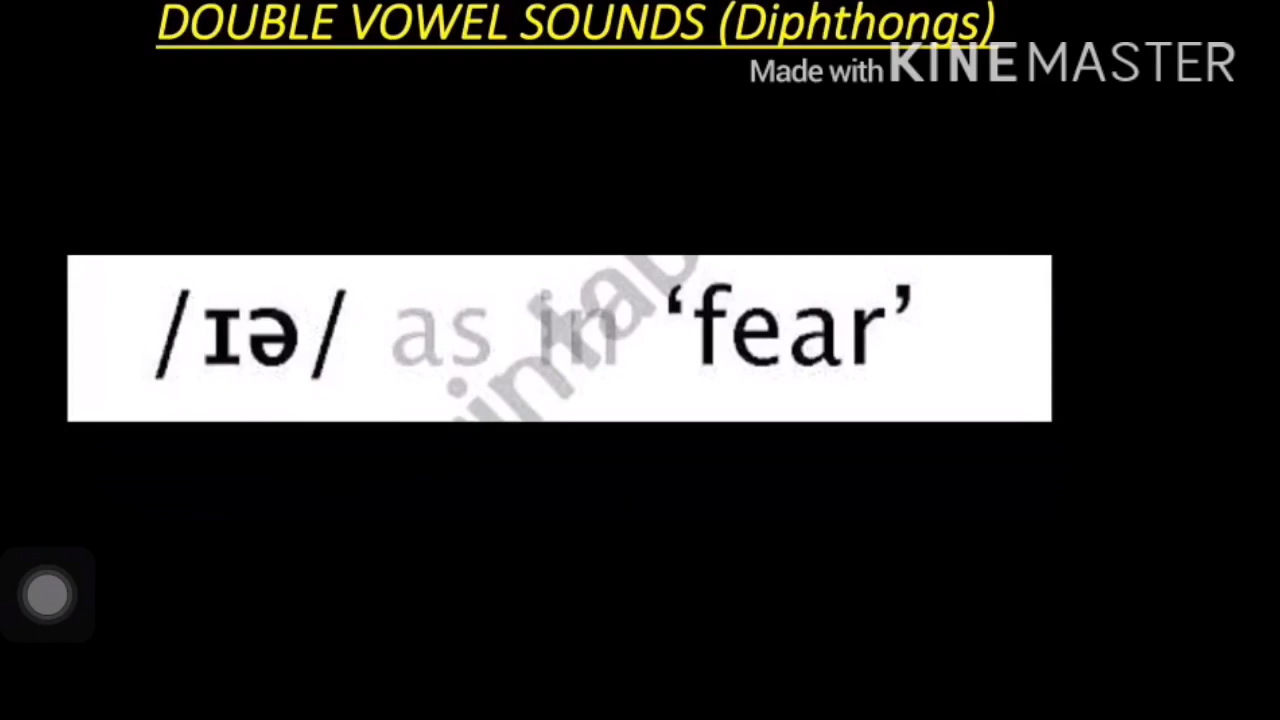 DOUBLE VOWEL SOUNDS (Diphthongs)
Made with KINEMASTER
/ɪə/ as in ‘fear’